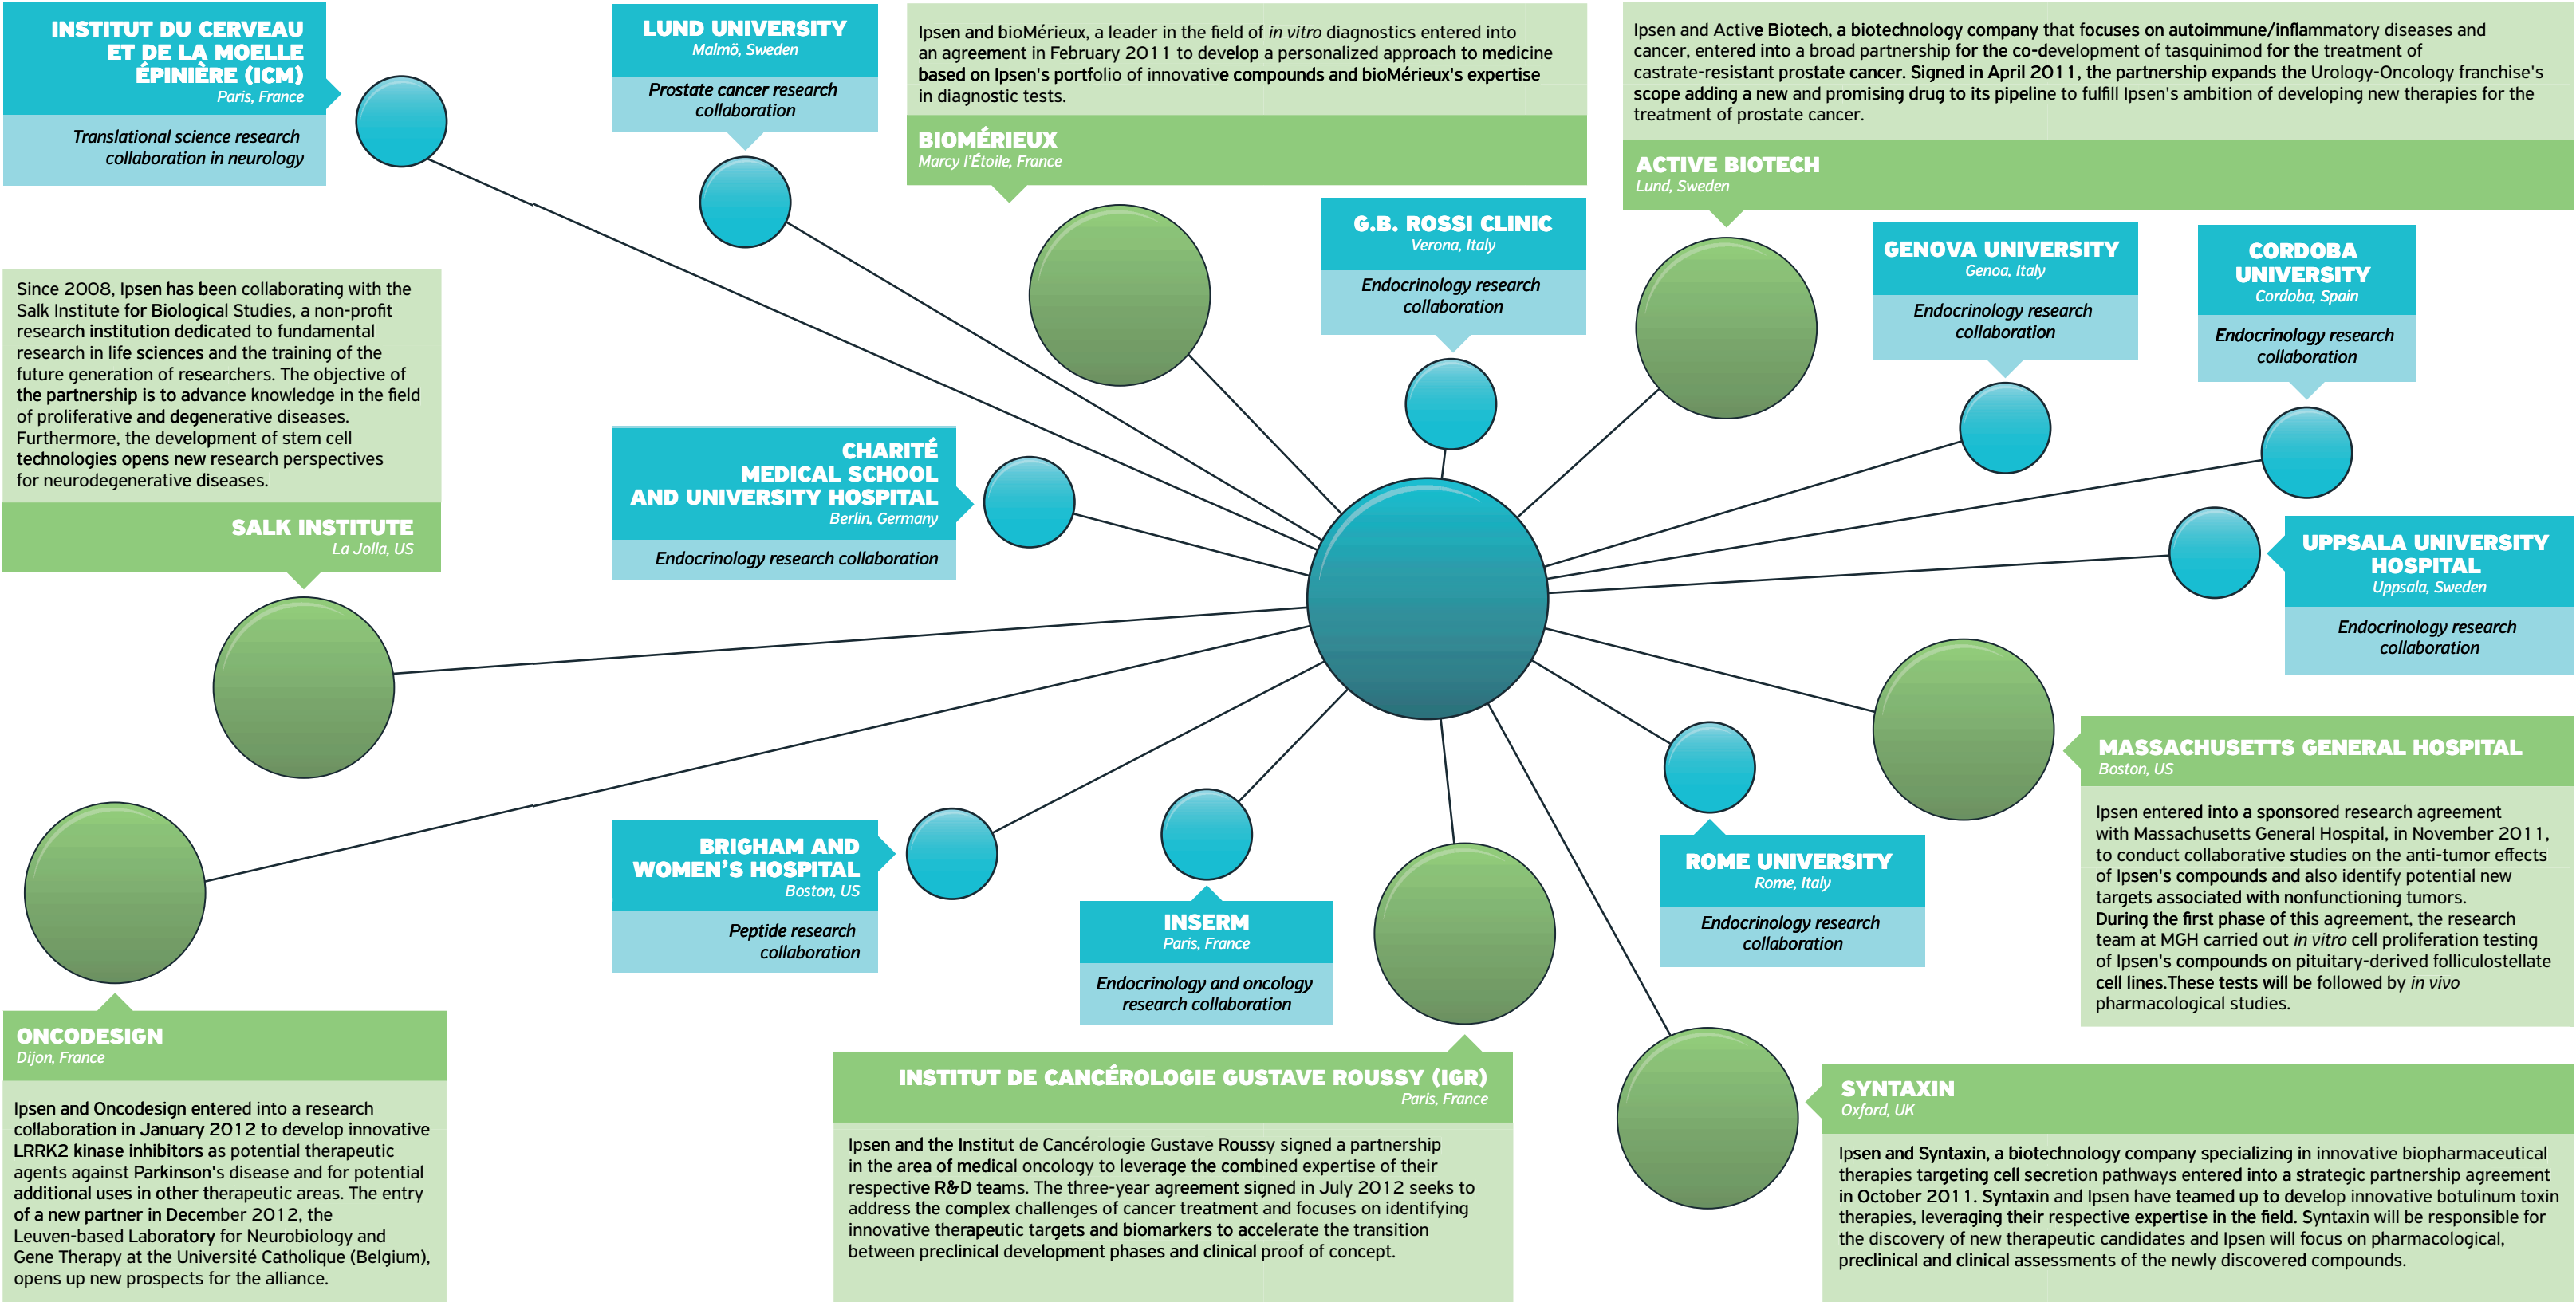 INSTITUT DU CERVEAU
ET DE LA MOELLE
ÉPINIÈRE (ICM)
Paris, France
Translational science research
collaboration in neurology
LUND UNIVERSITY
Malmö, Sweden
Prostate cancer research
collaboration
Ipsen and bioMérieux, a leader in the field of in vitro diagnostics entered into
an agreement in February 2011 to develop a personalized approach to medicine
based on Ipsen's portfolio of innovative compounds and bioMérieux's expertise
in diagnostic tests.
BIOMÉRIEUX
Marcy l'Étoile, France
Ipsen and Active Biotech, a biotechnology company that focuses on autoimmune/inflammatory diseases and
cancer, entered into a broad partnership for the co-development of tasquinimod for the treatment of
castrate-resistant prostate cancer. Signed in April 2011, the partnership expands the Urology-Oncology franchise's
scope adding a new and promising drug to its pipeline to fulfill Ipsen's ambition of developing new therapies for the
treatment of prostate cancer.
ACTIVE BIOTECH
Lund, Sweden
G.B. ROSSI CLINIC
Verona, Italy
Endocrinology research
collaboration
GENOVA UNIVERSITY
Genoa, Italy
Endocrinology research
collaboration
CORDOBA
UNIVERSITY
Cordoba, Spain
Endocrinology research
collaboration
Since 2008, Ipsen has been collaborating with the
Salk Institute for Biological Studies, a non-profit
research institution dedicated to fundamental
research in life sciences and the training of the
future generation of researchers. The objective of
the partnership is to advance knowledge in the field
of proliferative and degenerative diseases.
Furthermore, the development of stem cell
technologies opens new research perspectives
for neurodegenerative diseases.
SALK INSTITUTE
La Jolla, US
CHARITÉ
MEDICAL SCHOOL
AND UNIVERSITY HOSPITAL
Berlin, Germany
Endocrinology research collaboration
UPPSALA UNIVERSITY
HOSPITAL
Uppsala, Sweden
Endocrinology research
collaboration
MASSACHUSETTS GENERAL HOSPITAL
Boston, US
Ipsen entered into a sponsored research agreement
with Massachusetts General Hospital, in November 2011,
to conduct collaborative studies on the anti-tumor effects
of Ipsen's compounds and also identify potential new
targets associated with nonfunctioning tumors.
During the first phase of this agreement, the research
team at MGH carried out in vitro cell proliferation testing
of Ipsen's compounds on pituitary-derived folliculostellate
cell lines.These tests will be followed by in vivo
pharmacological studies.
BRIGHAM AND
WOMEN'S HOSPITAL
Boston, US
Peptide research
collaboration
INSERM
Paris, France
Endocrinology and oncology
research collaboration
ROME UNIVERSITY
Rome, Italy
Endocrinology research
collaboration
ONCODESIGN
Dijon, France
Ipsen and Oncodesign entered into a research
collaboration in January 2012 to develop innovative
LRRK2 kinase inhibitors as potential therapeutic
agents against Parkinson's disease and for potential
additional uses in other therapeutic areas. The entry
of a new partner in December 2012, the
Leuven-based Laboratory for Neurobiology and
Gene Therapy at the Université Catholique (Belgium),
opens up new prospects for the alliance.
INSTITUT DE CANCÉROLOGIE GUSTAVE ROUSSY (IGR)
Paris, France
Ipsen and the Institut de Cancérologie Gustave Roussy signed a partnership
in the area of medical oncology to leverage the combined expertise of their
respective R&D teams. The three-year agreement signed in July 2012 seeks to
address the complex challenges of cancer treatment and focuses on identifying
innovative therapeutic targets and biomarkers to accelerate the transition
between preclinical development phases and clinical proof of concept.
SYNTAXIN
Oxford, UK
Ipsen and Syntaxin, a biotechnology company specializing in innovative biopharmaceutical
therapies targeting cell secretion pathways entered into a strategic partnership agreement
in October 2011. Syntaxin and Ipsen have teamed up to develop innovative botulinum toxin
therapies, leveraging their respective expertise in the field. Syntaxin will be responsible for
the discovery of new therapeutic candidates and Ipsen will focus on pharmacological,
preclinical and clinical assessments of the newly discovered compounds.